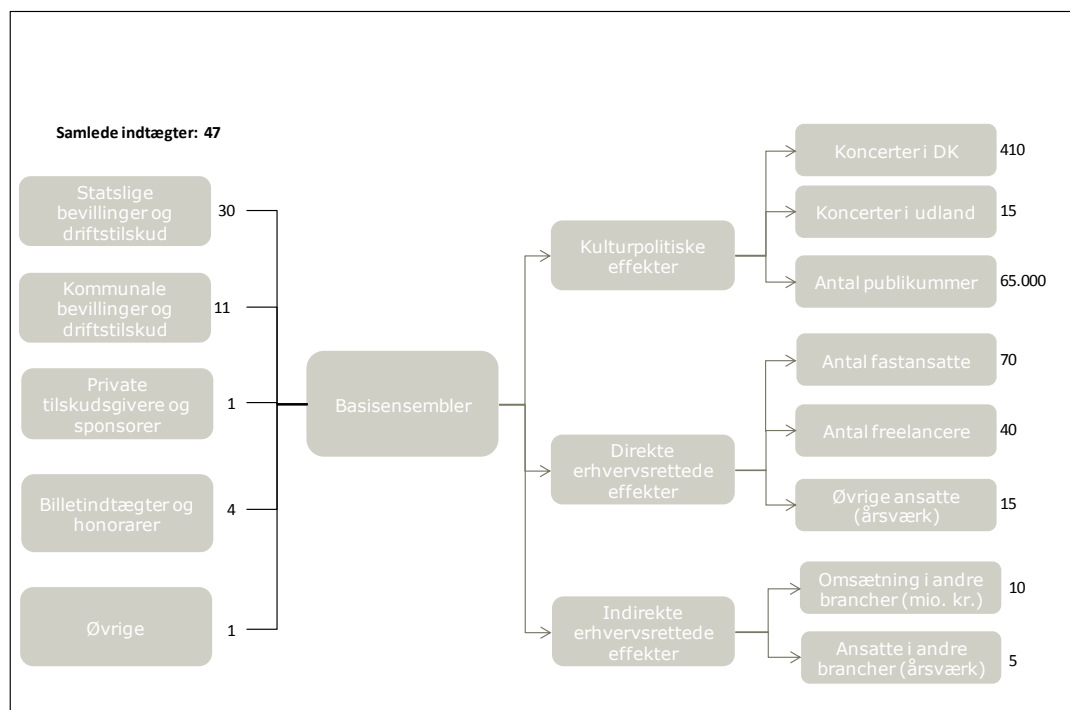 Samlede indtægter: 47
Statslige
bevillinger og
driftstilskud
30
Kommunale
bevillinger og
driftstilskud
11
Private
tilskudsgivere og
sponsorer
1
Billetindtægter og
honorarer
4
Øvrige
1
Basisensembler
Kulturpolitiske
effekter
Koncerter i DK
410
Koncerter i udland
15
Antal publikummer
65.000
Direkte
erhvervsrettede
effekter
Antal fastansatte
70
Antal freelancere
40
Øvrige ansatte
(årsværk)
15
Indirekte
erhvervsrettede
effekter
Omsætning i andre
brancher (mio. kr.)
10
Ansatte i andre
brancher (årsværk)
5